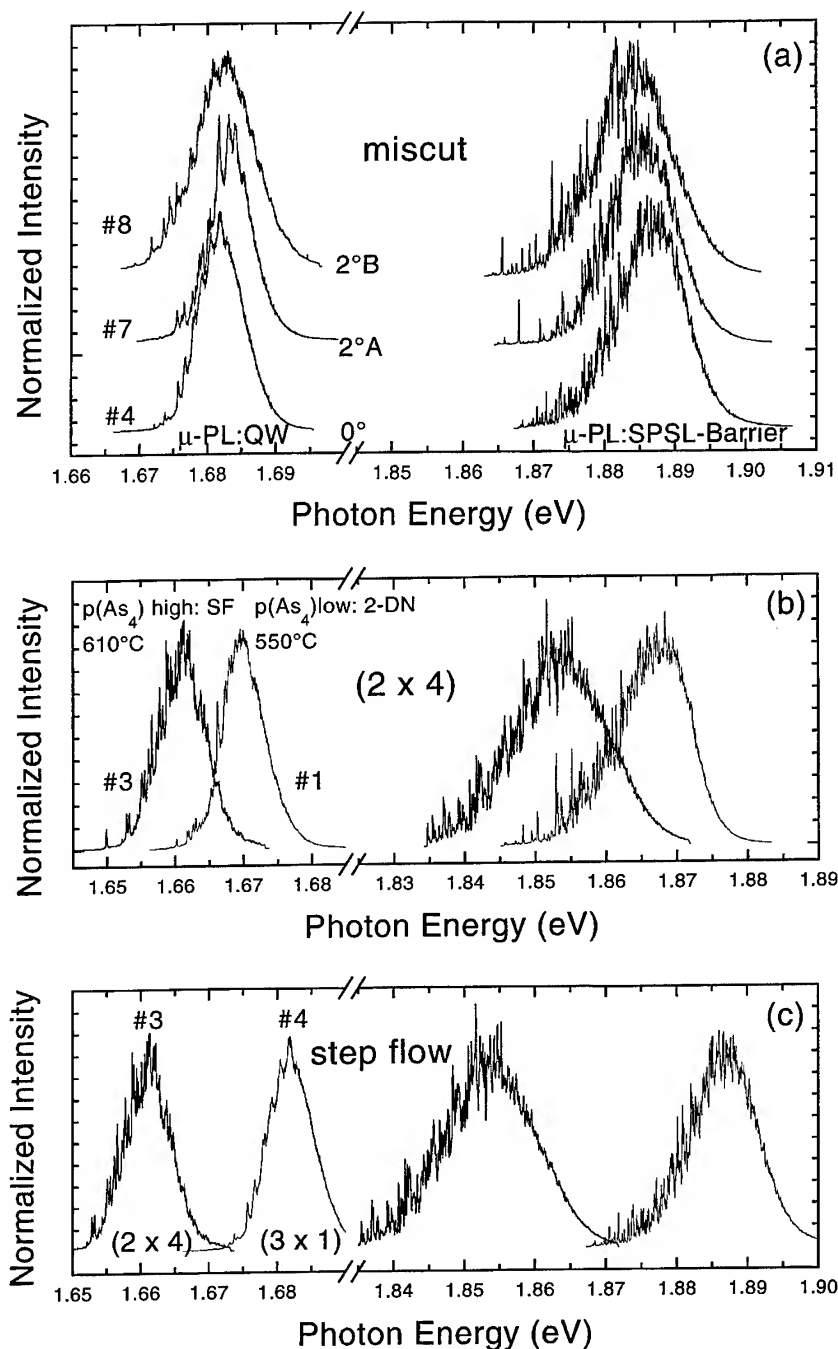 (a)
miscut
#8
2°B
#7
2°A
#4
0°
μ-PL:QW
μ-PL:SPSL-Barrier
Normalized Intensity
1.66 1.67 1.68 1.69 1.85 1.86 1.87 1.88 1.89 1.90 1.91
Photon Energy (eV)
(b)
p(As4) high: SF p(As4)low: 2-DN
610°C 550°C
(2 x 4)
#3 #1
Normalized Intensity
1.65 1.66 1.67 1.68 1.83 1.84 1.85 1.86 1.87 1.88 1.89
Photon Energy (eV)
(c)
#3 #4
step flow
(2 x 4) (3 x 1)
Normalized Intensity
1.65 1.66 1.67 1.68 1.84 1.85 1.86 1.87 1.88 1.89 1.90
Photon Energy (eV)